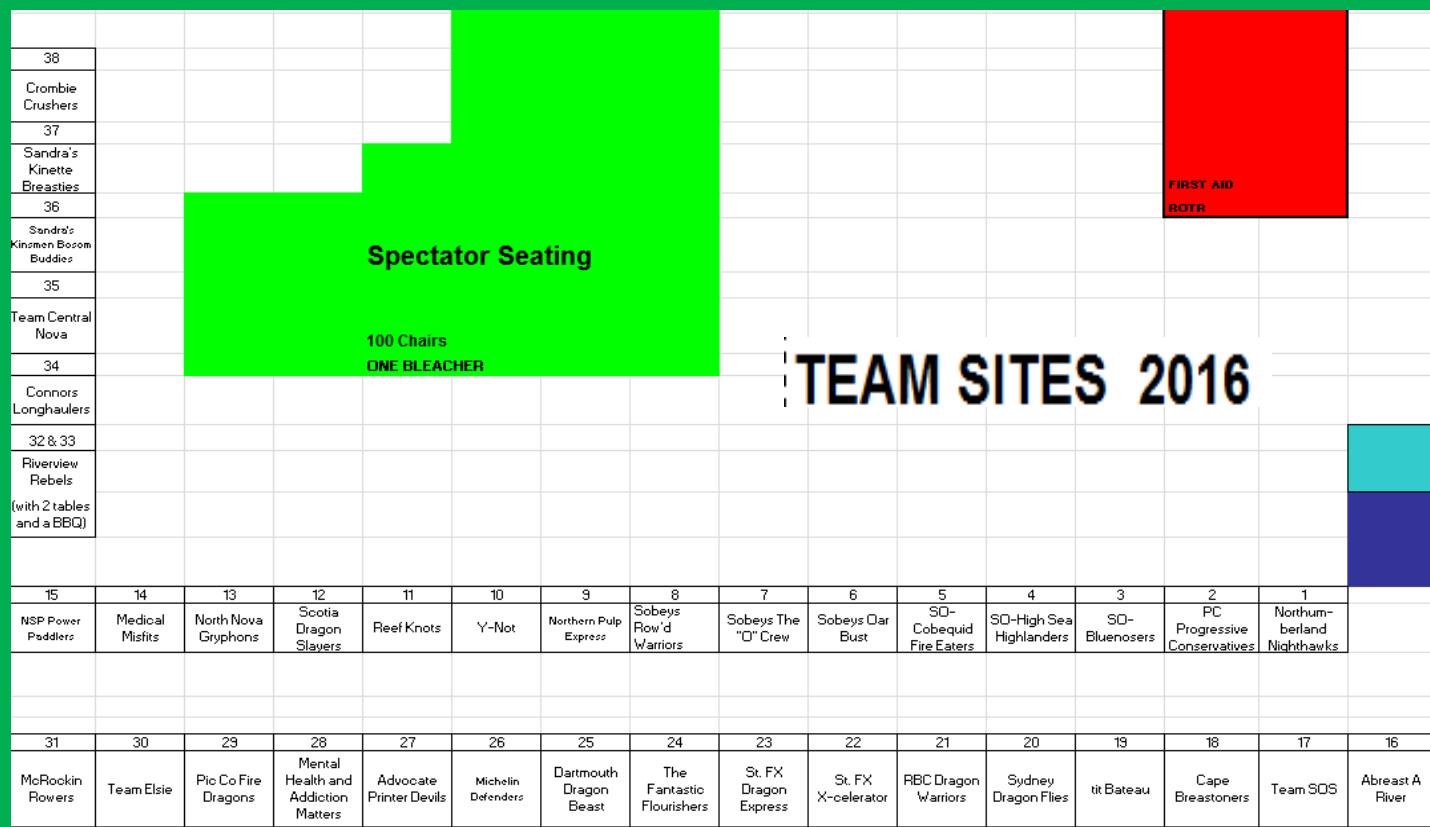 38
Crombie
Crushers
37
Sandra's
Kinette
Breasties
36
Sandra's
Kinsmen Bosom
Buddies
35
Team Central
Nova
34
Connors
Longhaulers
32 & 33
Riverview
Rebels
(with 2 tables
and a BBQ)
FIRST AID
ROTR
Spectator Seating
100 Chairs
ONE BLEACHER
TEAM SITES 2016
15 14 13 12 11 10 9 8 7 6 5 4 3 2 1
NSP Power
Paddlers
Medical
Misfits
North Nova
Gryphons
Scotia
Dragon
Slayers
Reef Knots
Y-Not
Northern Pulp
Express
Sobeys
Row'd
Warriors
Sobeys The
"O" Crew
Sobeys Oar
Bust
SO-
Cobequid
Fire Eaters
SO-High Sea
Highlanders
SO-
Bluenosers
PC
Progressive
Conservatives
Northum-
berland
Nighthawks
31 30 29 28 27 26 25 24 23 22 21 20 19 18 17 16
McRockin
Rowers
Team Elsie
Pic Co Fire
Dragons
Mental
Health and
Addiction
Matters
Advocate
Printer Devils
Michelin
Defenders
Dartmouth
Dragon
Beast
The
Fantastic
Flourishers
St. FX
Dragon
Express
St. FX
X-celerator
RBC Dragon
Warriors
Sydney
Dragon Flies
tit Bateau
Cape
Breastoners
Team SOS
Abreast A
River